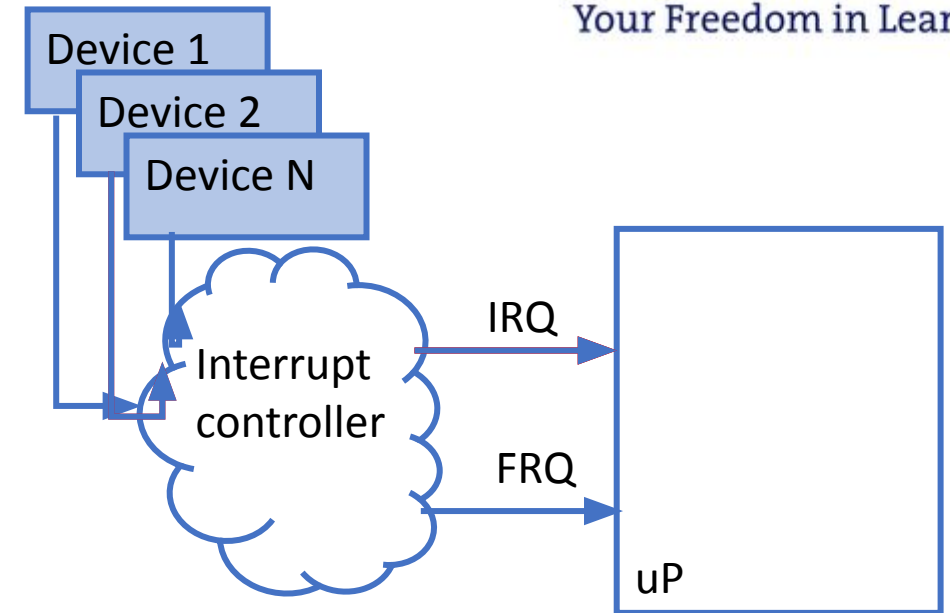 Your Freedom in Lear
Device 1
Device 2
Device N
Interrupt
controller
IRQ
FRQ
uP